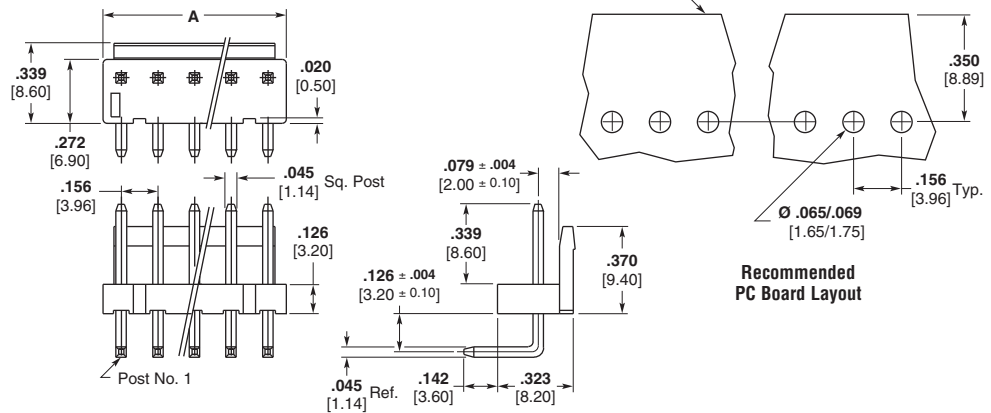 A
.339
[8.60]
.272
[6.90]
.020
[0.50]
.156
[3.96]
.045
[1.14] Sq. Post
.126
[3.20]
Post No. 1
.079 ± .004
[2.00 ± 0.10]
.339
[8.60]
.126 ± .004
[3.20 ± 0.10]
.370
[9.40]
.045
[1.14] Ref.
.142
[3.60]
.323
[8.20]
.350
[8.89]
.156
[3.96] Typ.
Ø .065/.069
[1.65/1.75]
Recommended
PC Board Layout